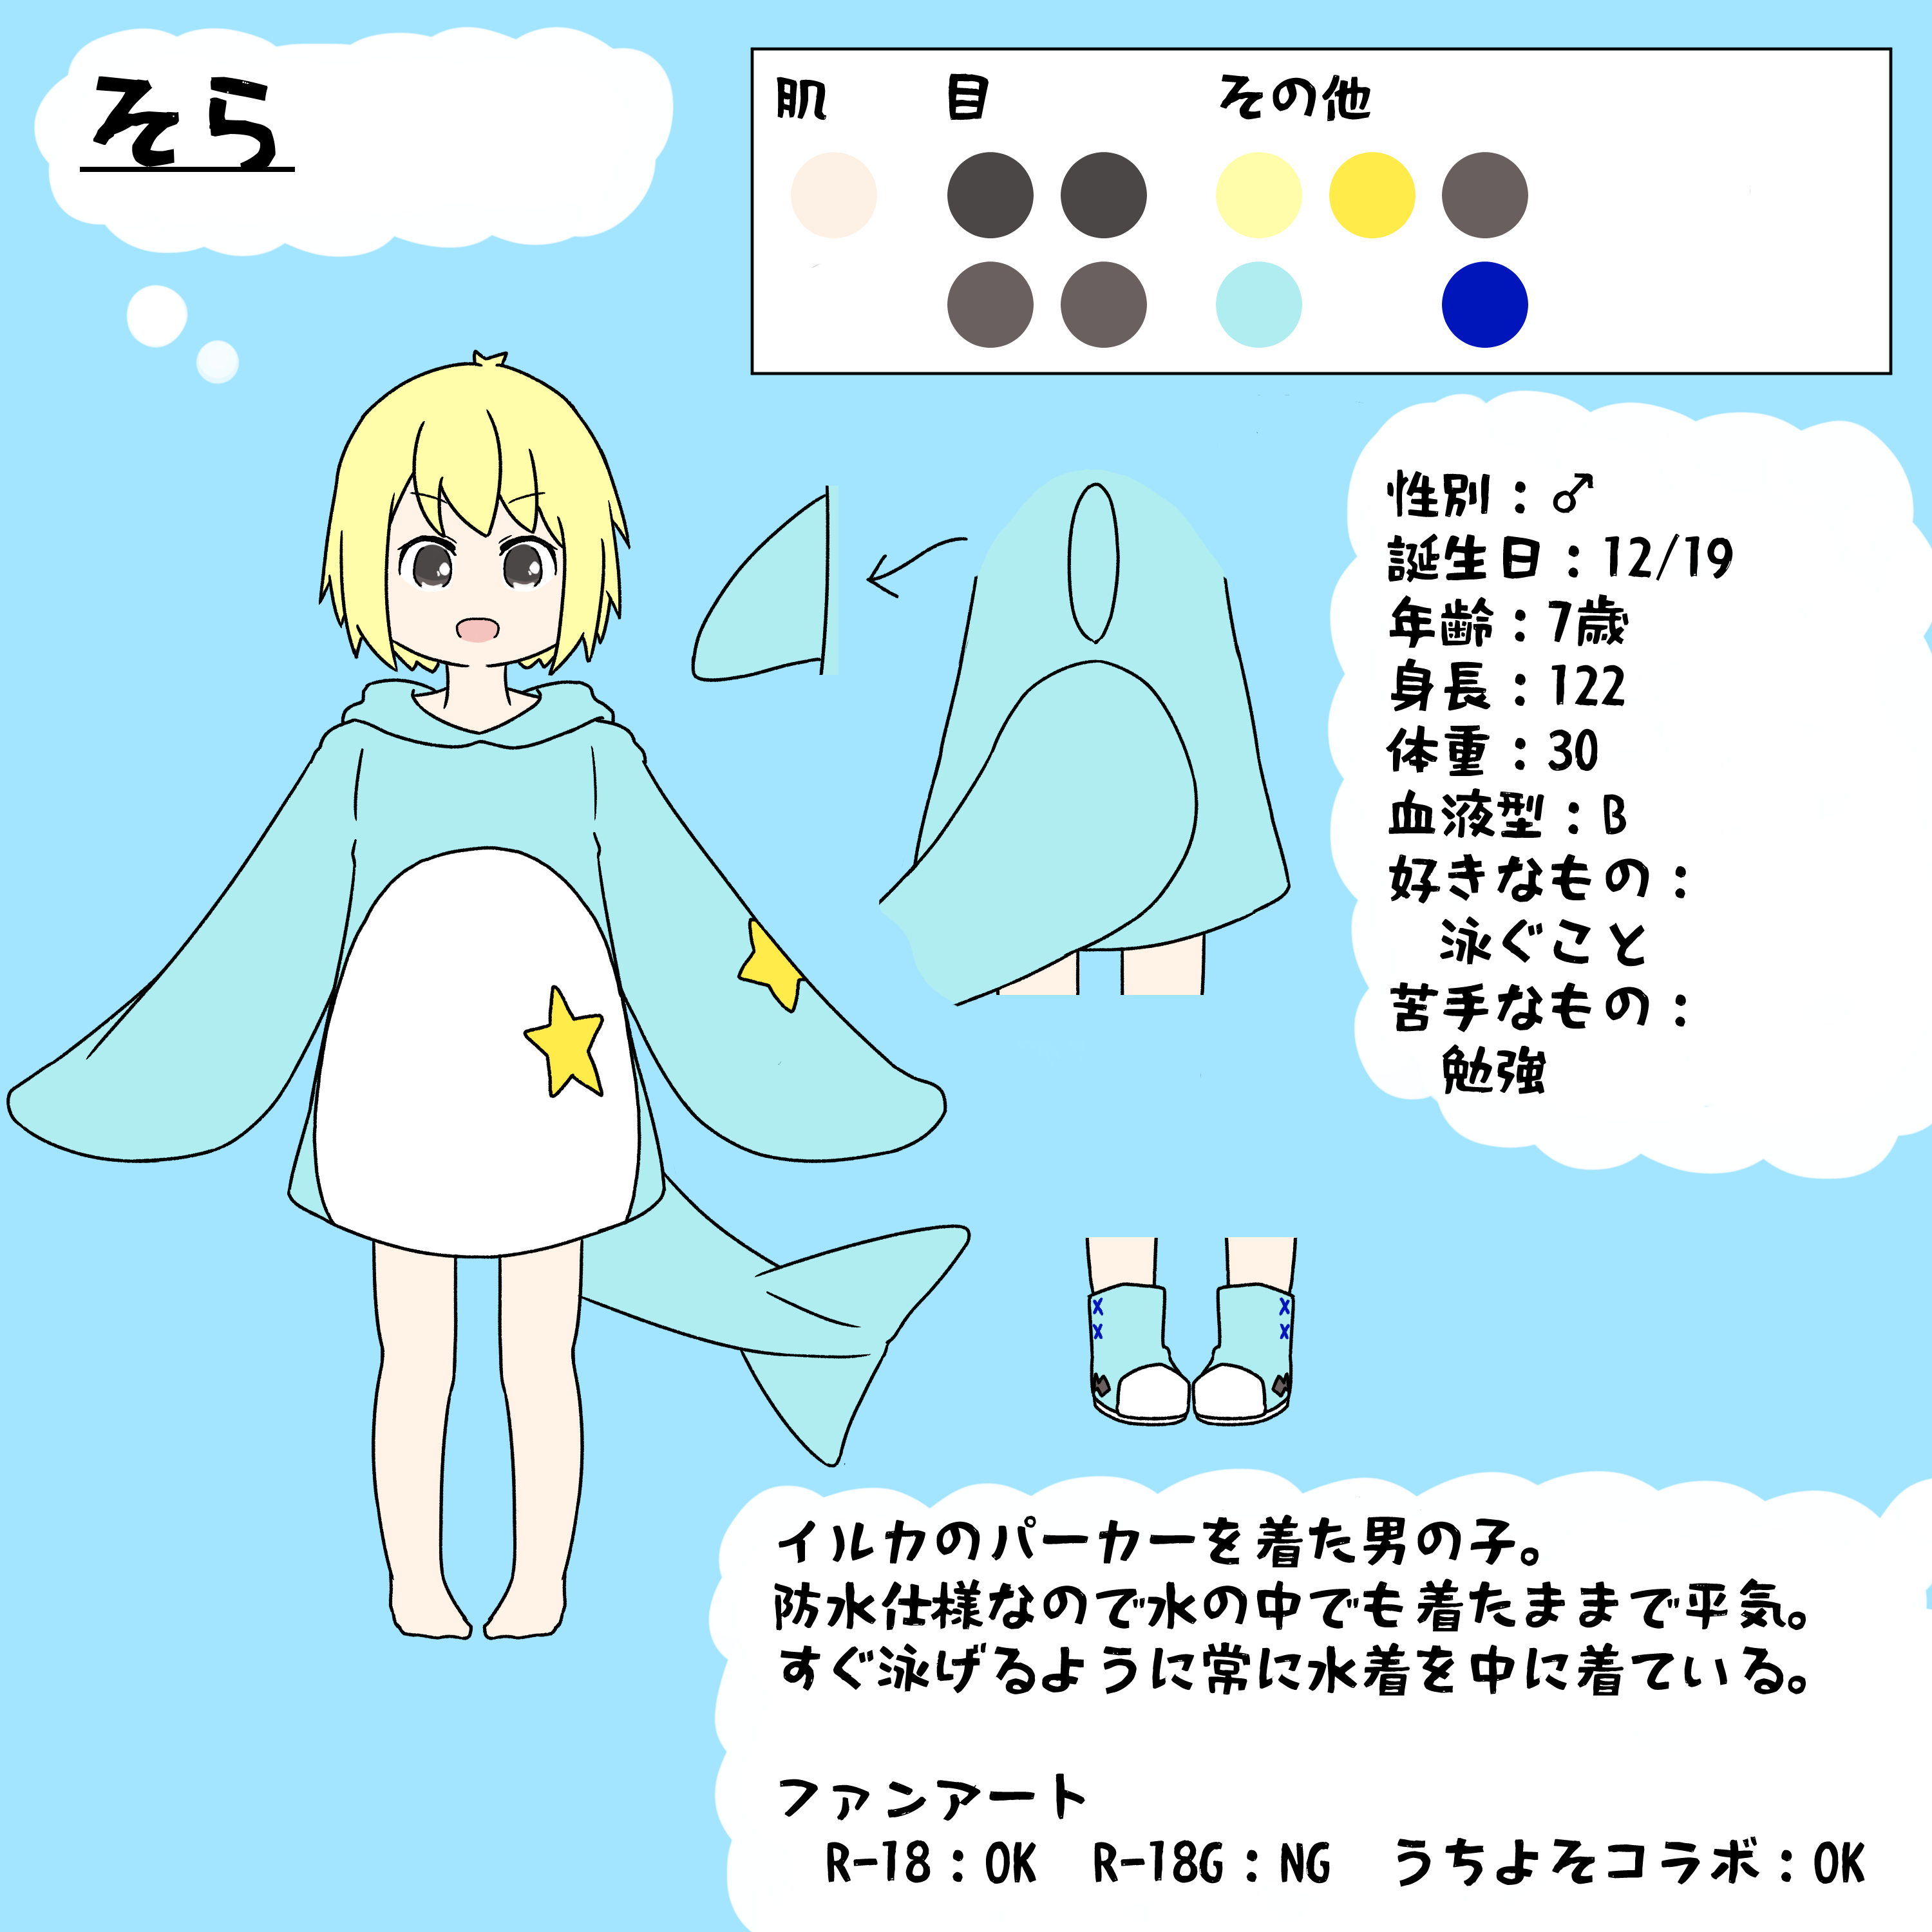 そら
肌 目 その他
性別：♂
誕生日：12/19
年齢：7歳
身長：122
体重：30
血液型：B
好きなもの：
泳ぐこと
苦手なもの：
勉強
イルカのパーカーを着た男の子。
防水仕様なので水の中でも着たままで平気。
すぐ泳げるように常に水着を中に着ている。
ファンアート
R-18：OK R-18G：NG うちよそコラボ：OK